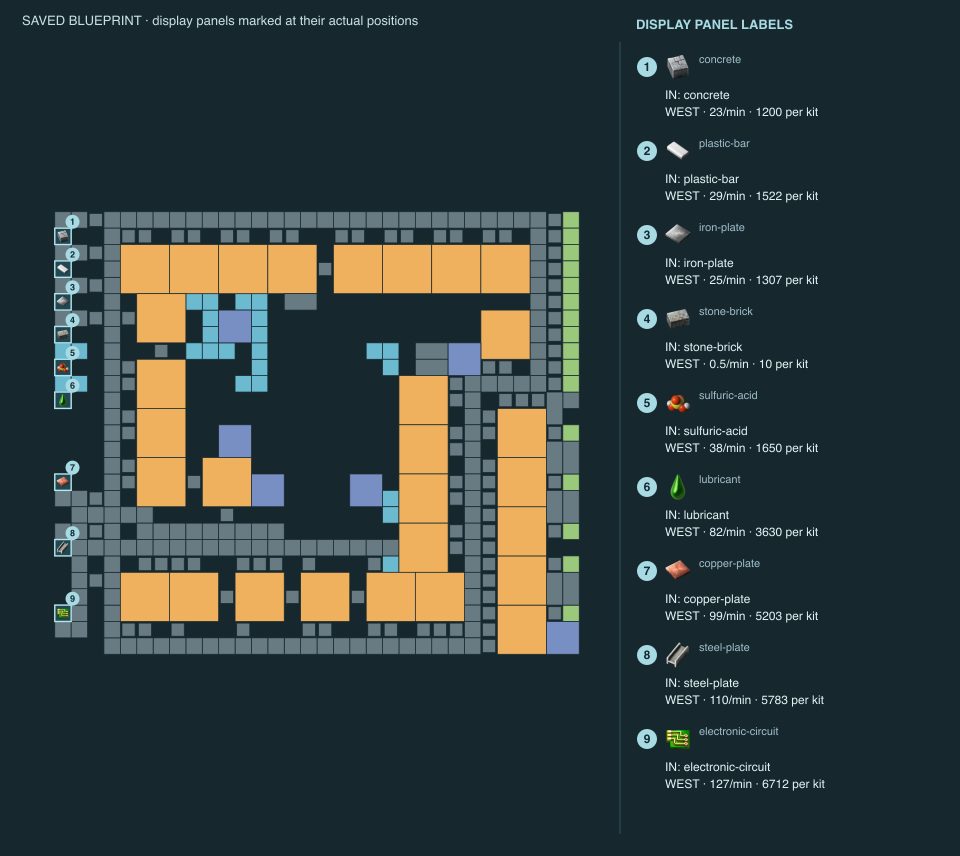 SAVED BLUEPRINT · display panels marked at their actual positions
DISPLAY PANEL LABELS
1
concrete
IN: concrete
WEST · 23/min · 1200 per kit
2
plastic-bar
IN: plastic-bar
WEST · 29/min · 1522 per kit
3
iron-plate
IN: iron-plate
WEST · 25/min · 1307 per kit
4
stone-brick
IN: stone-brick
WEST · 0.5/min · 10 per kit
5
sulfuric-acid
IN: sulfuric-acid
WEST · 38/min · 1650 per kit
6
lubricant
IN: lubricant
WEST · 82/min · 3630 per kit
7
copper-plate
IN: copper-plate
WEST · 99/min · 5203 per kit
8
steel-plate
IN: steel-plate
WEST · 110/min · 5783 per kit
9
electronic-circuit
IN: electronic-circuit
WEST · 127/min · 6712 per kit
1
2
3
4
5
6
7
8
9